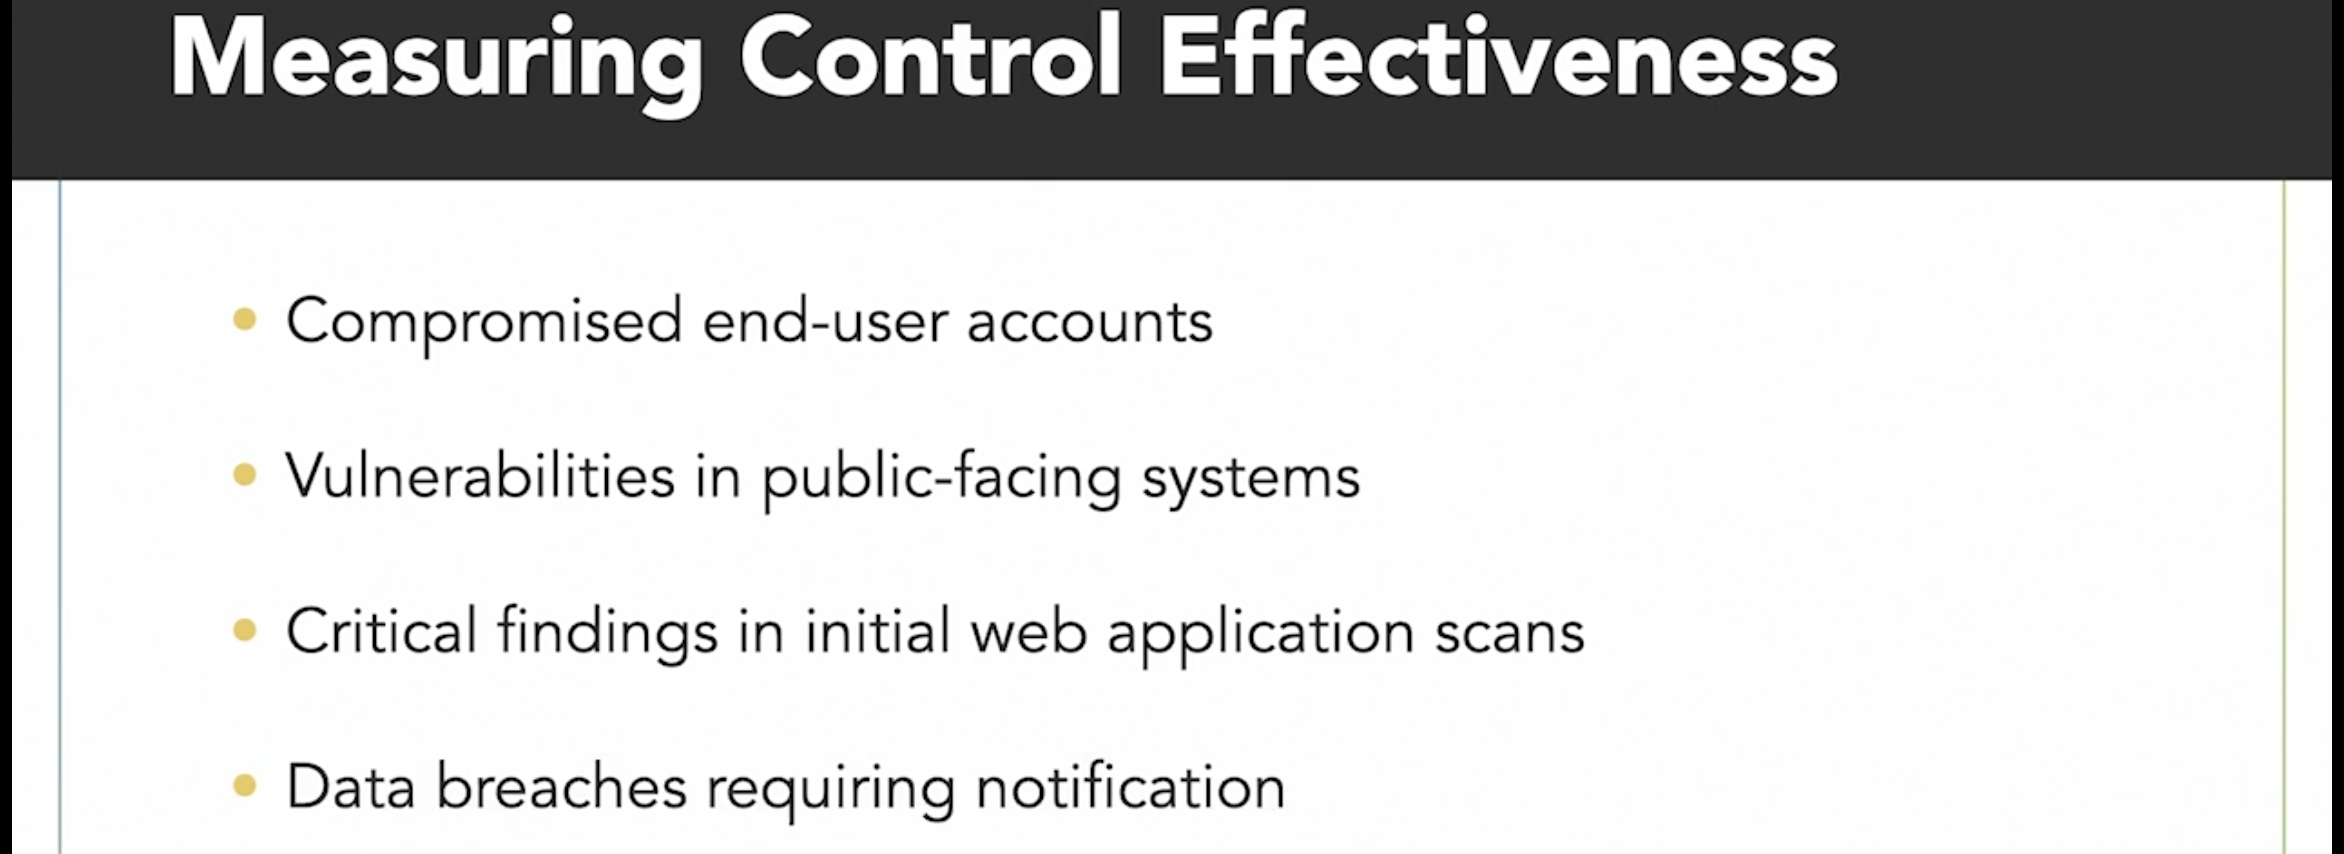 Measuring Control Effectiveness
• Compromised end-user accounts
• Vulnerabilities in public-facing systems
• Critical findings in initial web application scans
• Data breaches requiring notification